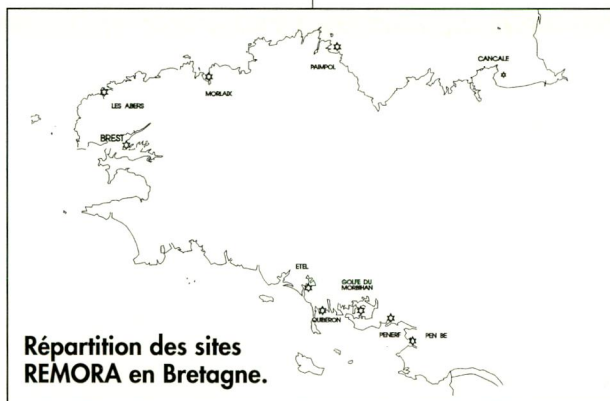 PAIMPOL
CANCALE
MORLAIX
LES ABERS
BREST
ETEL
GOLFE DU
MORBIHAN
QUIBERON
PENERF
PEN BE
Répartition des sites
REMORA en Bretagne.